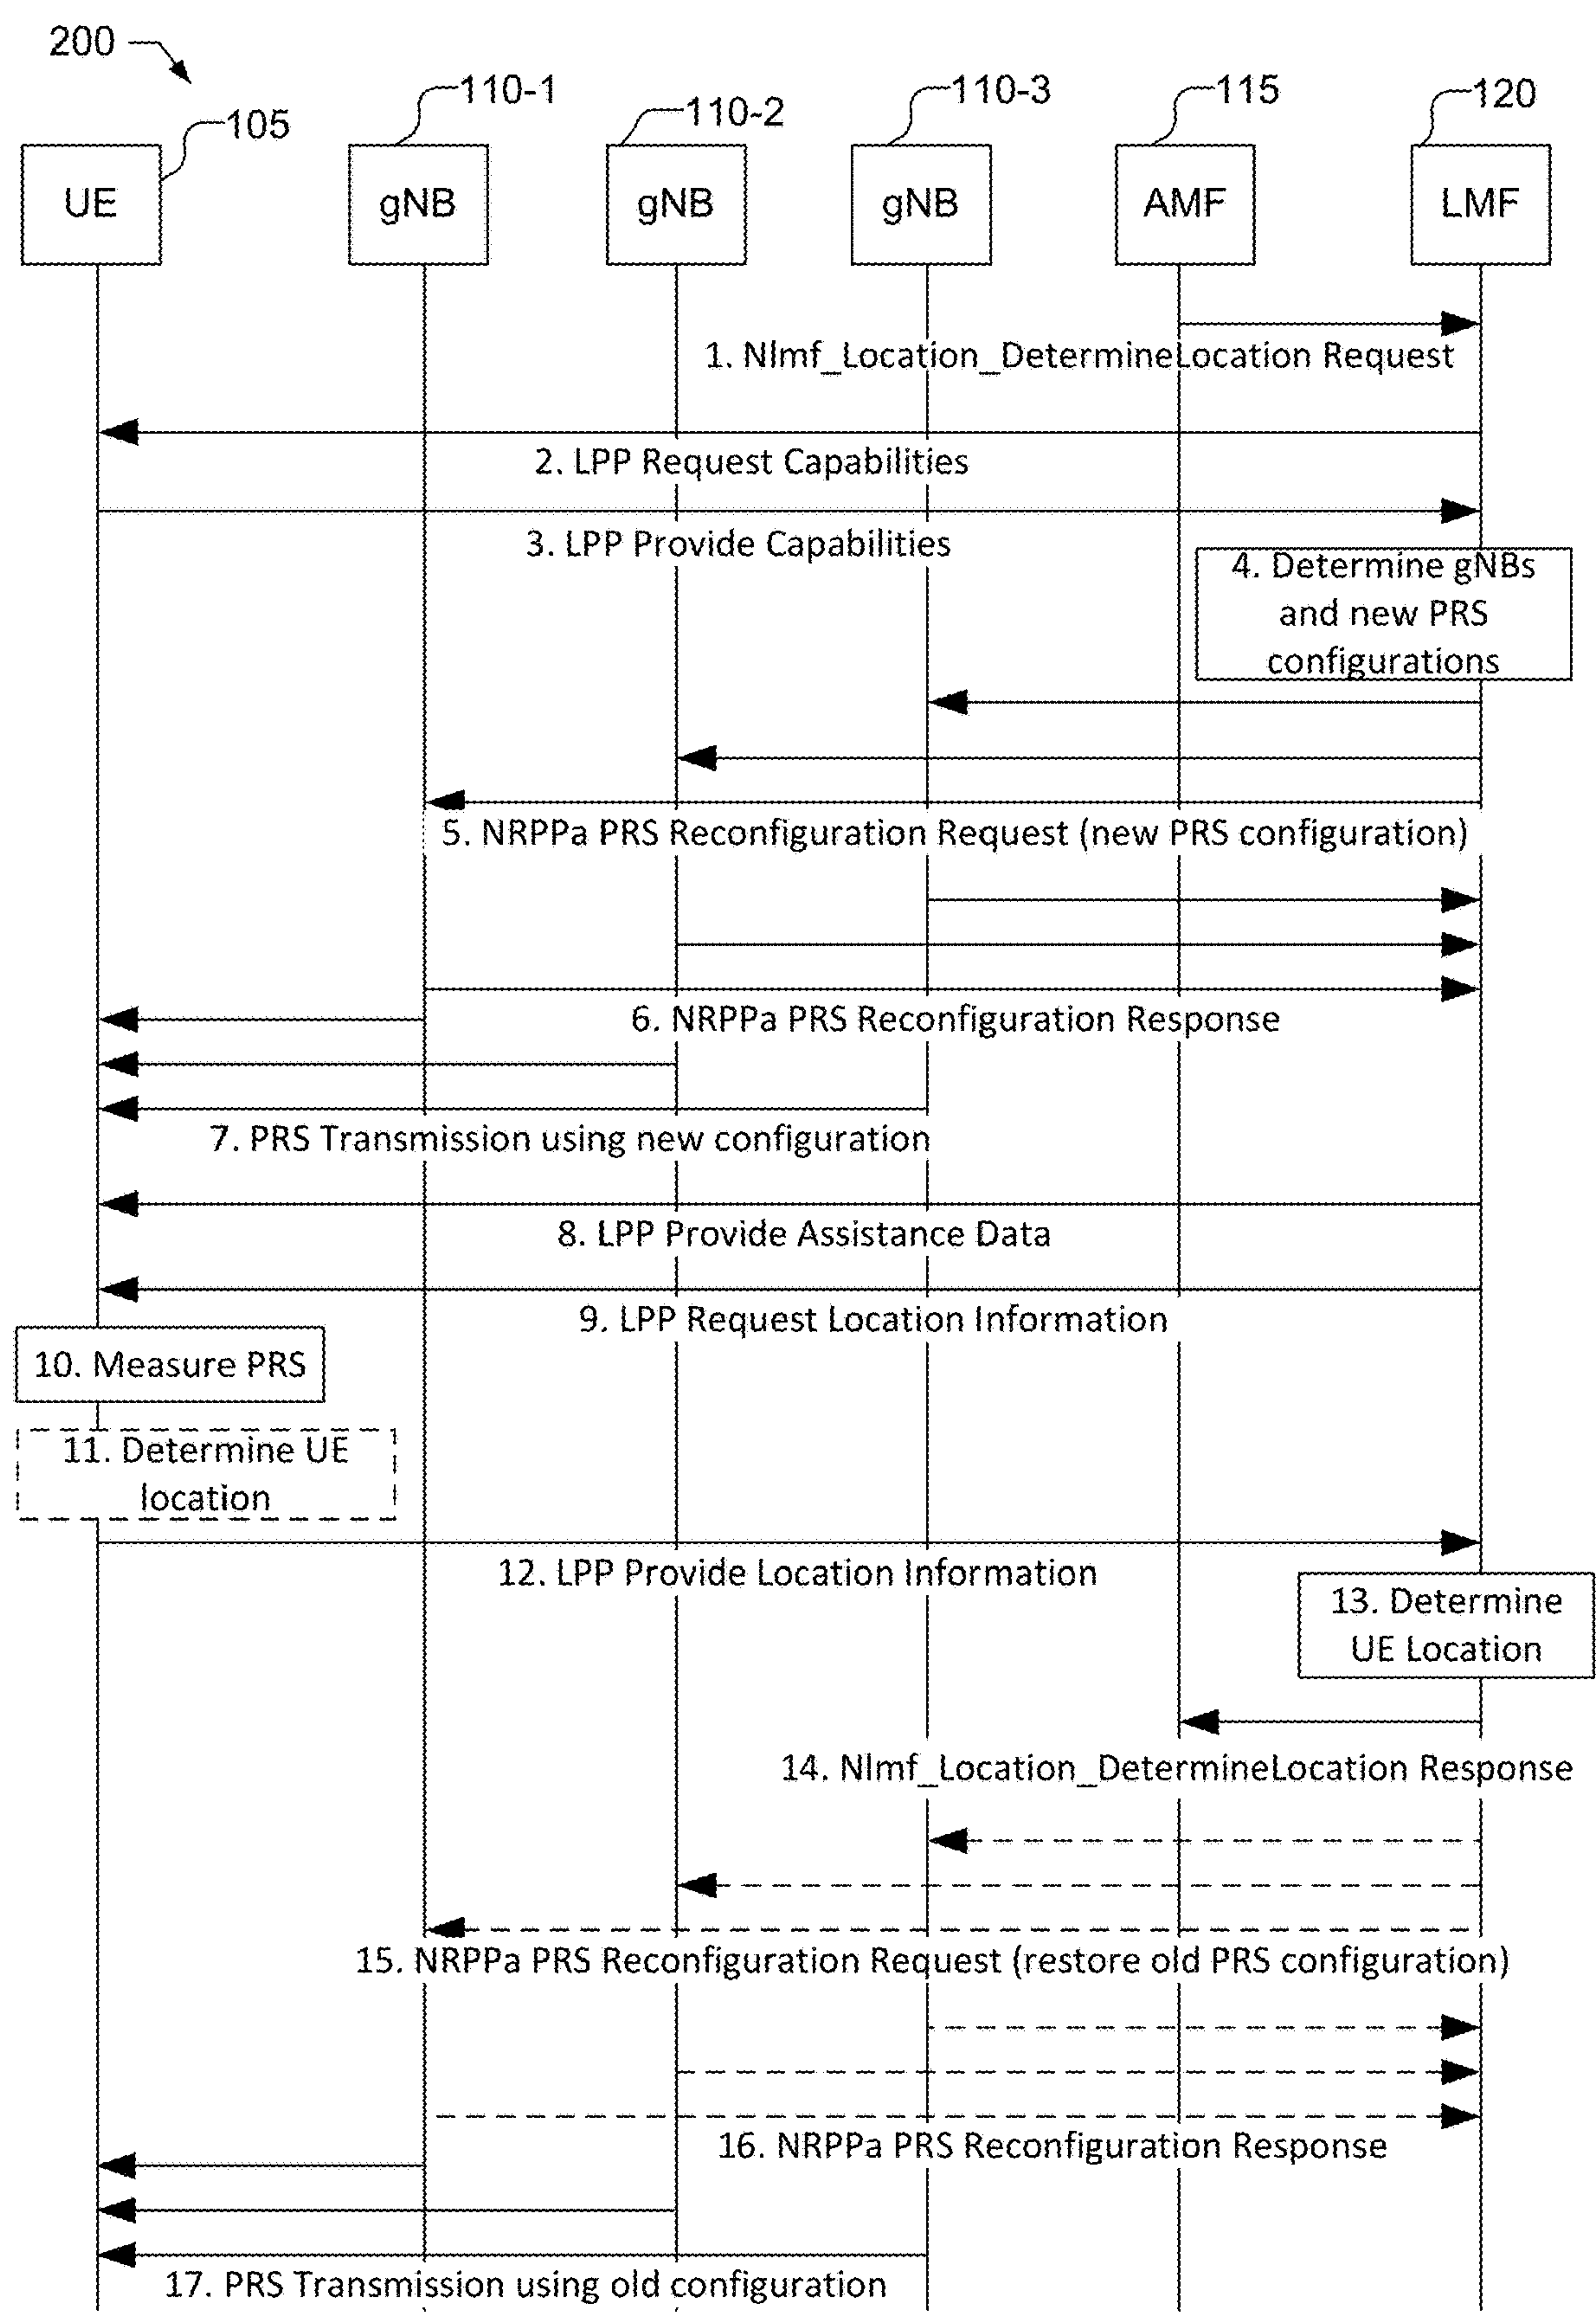 200
105
110-1
110-2
110-3
115
120
UE
gNB
gNB
gNB
AMF
LMF
1. Nlmf_Location_DetermineLocation Request
2. LPP Request Capabilities
3. LPP Provide Capabilities
4. Determine gNBs
and new PRS
configurations
5. NRPPa PRS Reconfiguration Request (new PRS configuration)
6. NRPPa PRS Reconfiguration Response
7. PRS Transmission using new configuration
8. LPP Provide Assistance Data
9. LPP Request Location Information
10. Measure PRS
11. Determine UE
location
12. LPP Provide Location Information
13. Determine
UE Location
14. Nlmf_Location_DetermineLocation Response
15. NRPPa PRS Reconfiguration Request (restore old PRS configuration)
16. NRPPa PRS Reconfiguration Response
17. PRS Transmission using old configuration